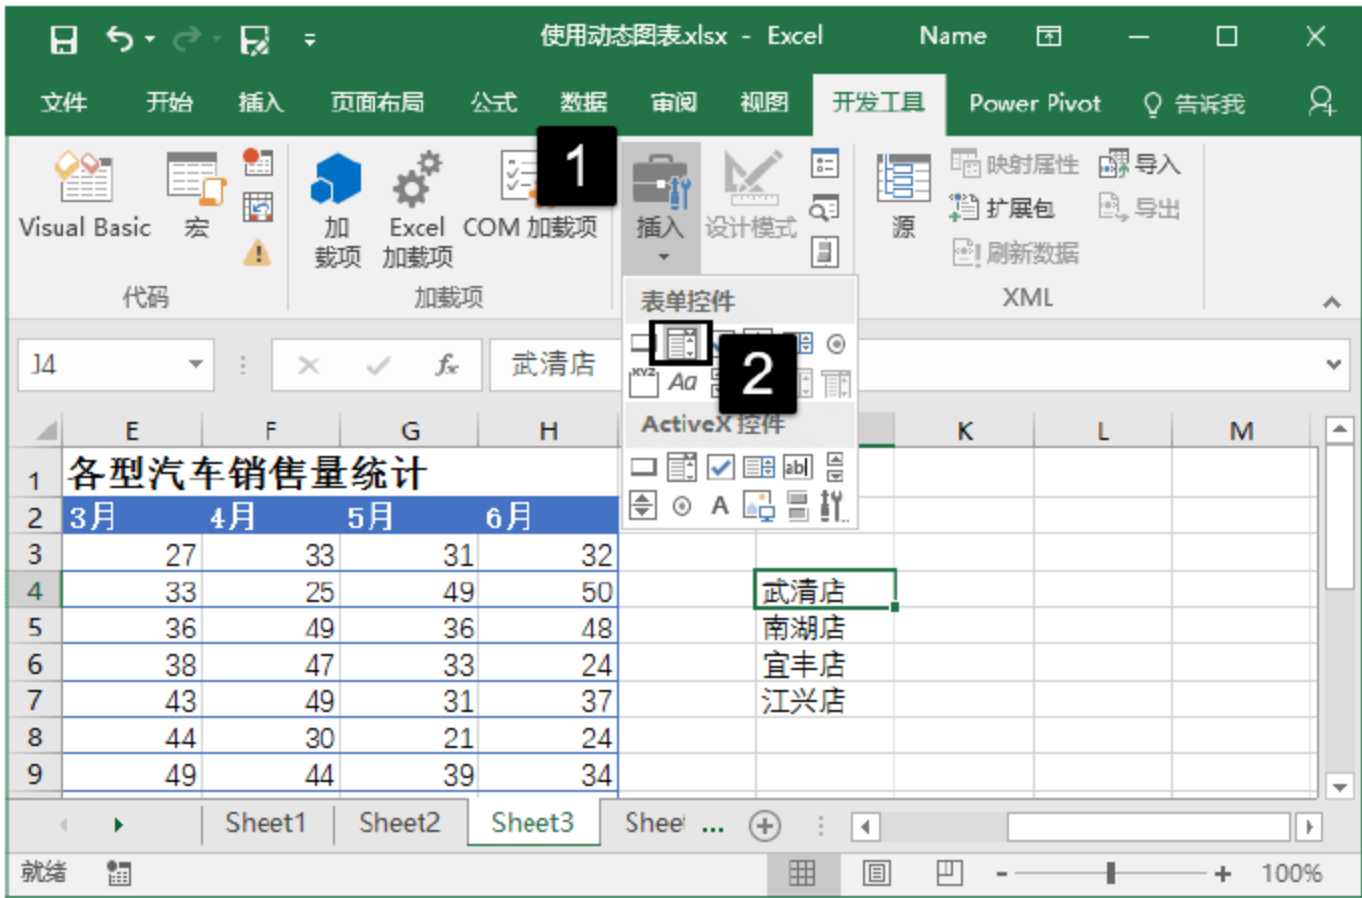 使用动态图表.xlsx - Excel Name
文件 开始 插入 页面布局 公式 数据 审阅 视图 开发工具 Power Pivot 告诉我
1
Visual Basic 宏 加载项 Excel 加载项 COM 加载项 插入 设计模式 源 映射属性 导入
扩展包 导出
刷新数据
代码 加载项 XML
表单控件
2
XYZ Aa
J4 fx 武清店
ActiveX 控件
abl
A
E F G H K L M
1 各型汽车销售量统计
2 3月 4月 5月 6月
3 27 33 31 32
4 33 25 49 50 武清店
5 36 49 36 48 南湖店
6 38 47 33 24 宜丰店
7 43 49 31 37 江兴店
8 44 30 21 24
9 49 44 39 34
Sheet1 Sheet2 Sheet3 Shee ...
就绪 - + 100%